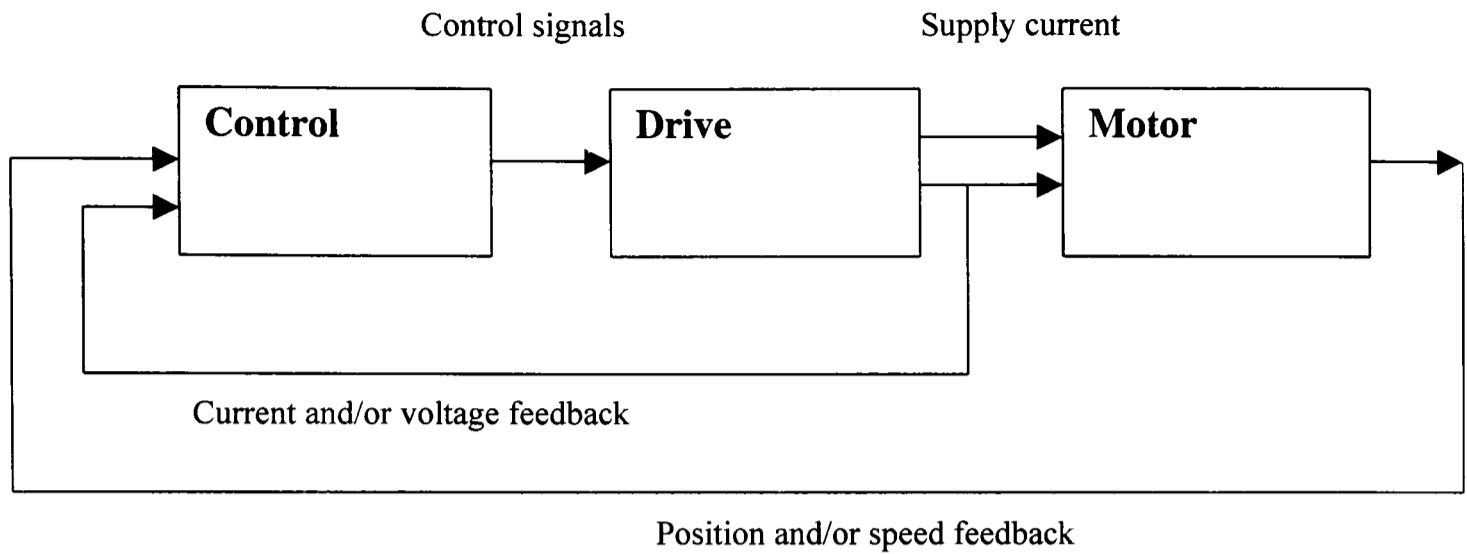 Control signals
Supply current
Control
Drive
Motor
Current and/or voltage feedback
Position and/or speed feedback